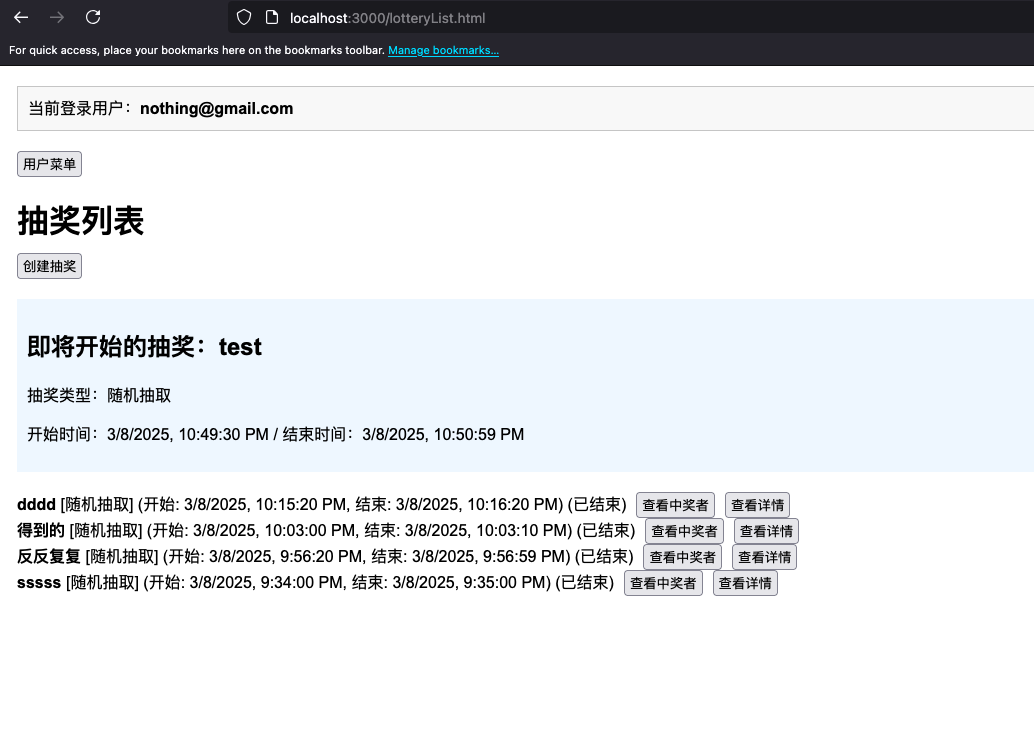 localhost:3000/lotteryList.html
For quick access, place your bookmarks here on the bookmarks toolbar. Manage bookmarks...
当前登录用户：nothing@gmail.com
用户菜单
抽奖列表
创建抽奖
即将开始的抽奖：test
抽奖类型：随机抽取
开始时间：3/8/2025, 10:49:30 PM / 结束时间：3/8/2025, 10:50:59 PM
dddd [随机抽取] (开始: 3/8/2025, 10:15:20 PM, 结束: 3/8/2025, 10:16:20 PM) (已结束) 查看中奖者 查看详情
得到的 [随机抽取] (开始: 3/8/2025, 10:03:00 PM, 结束: 3/8/2025, 10:03:10 PM) (已结束) 查看中奖者 查看详情
反反复复 [随机抽取] (开始: 3/8/2025, 9:56:20 PM, 结束: 3/8/2025, 9:56:59 PM) (已结束) 查看中奖者 查看详情
sssss [随机抽取] (开始: 3/8/2025, 9:34:00 PM, 结束: 3/8/2025, 9:35:00 PM) (已结束) 查看中奖者 查看详情